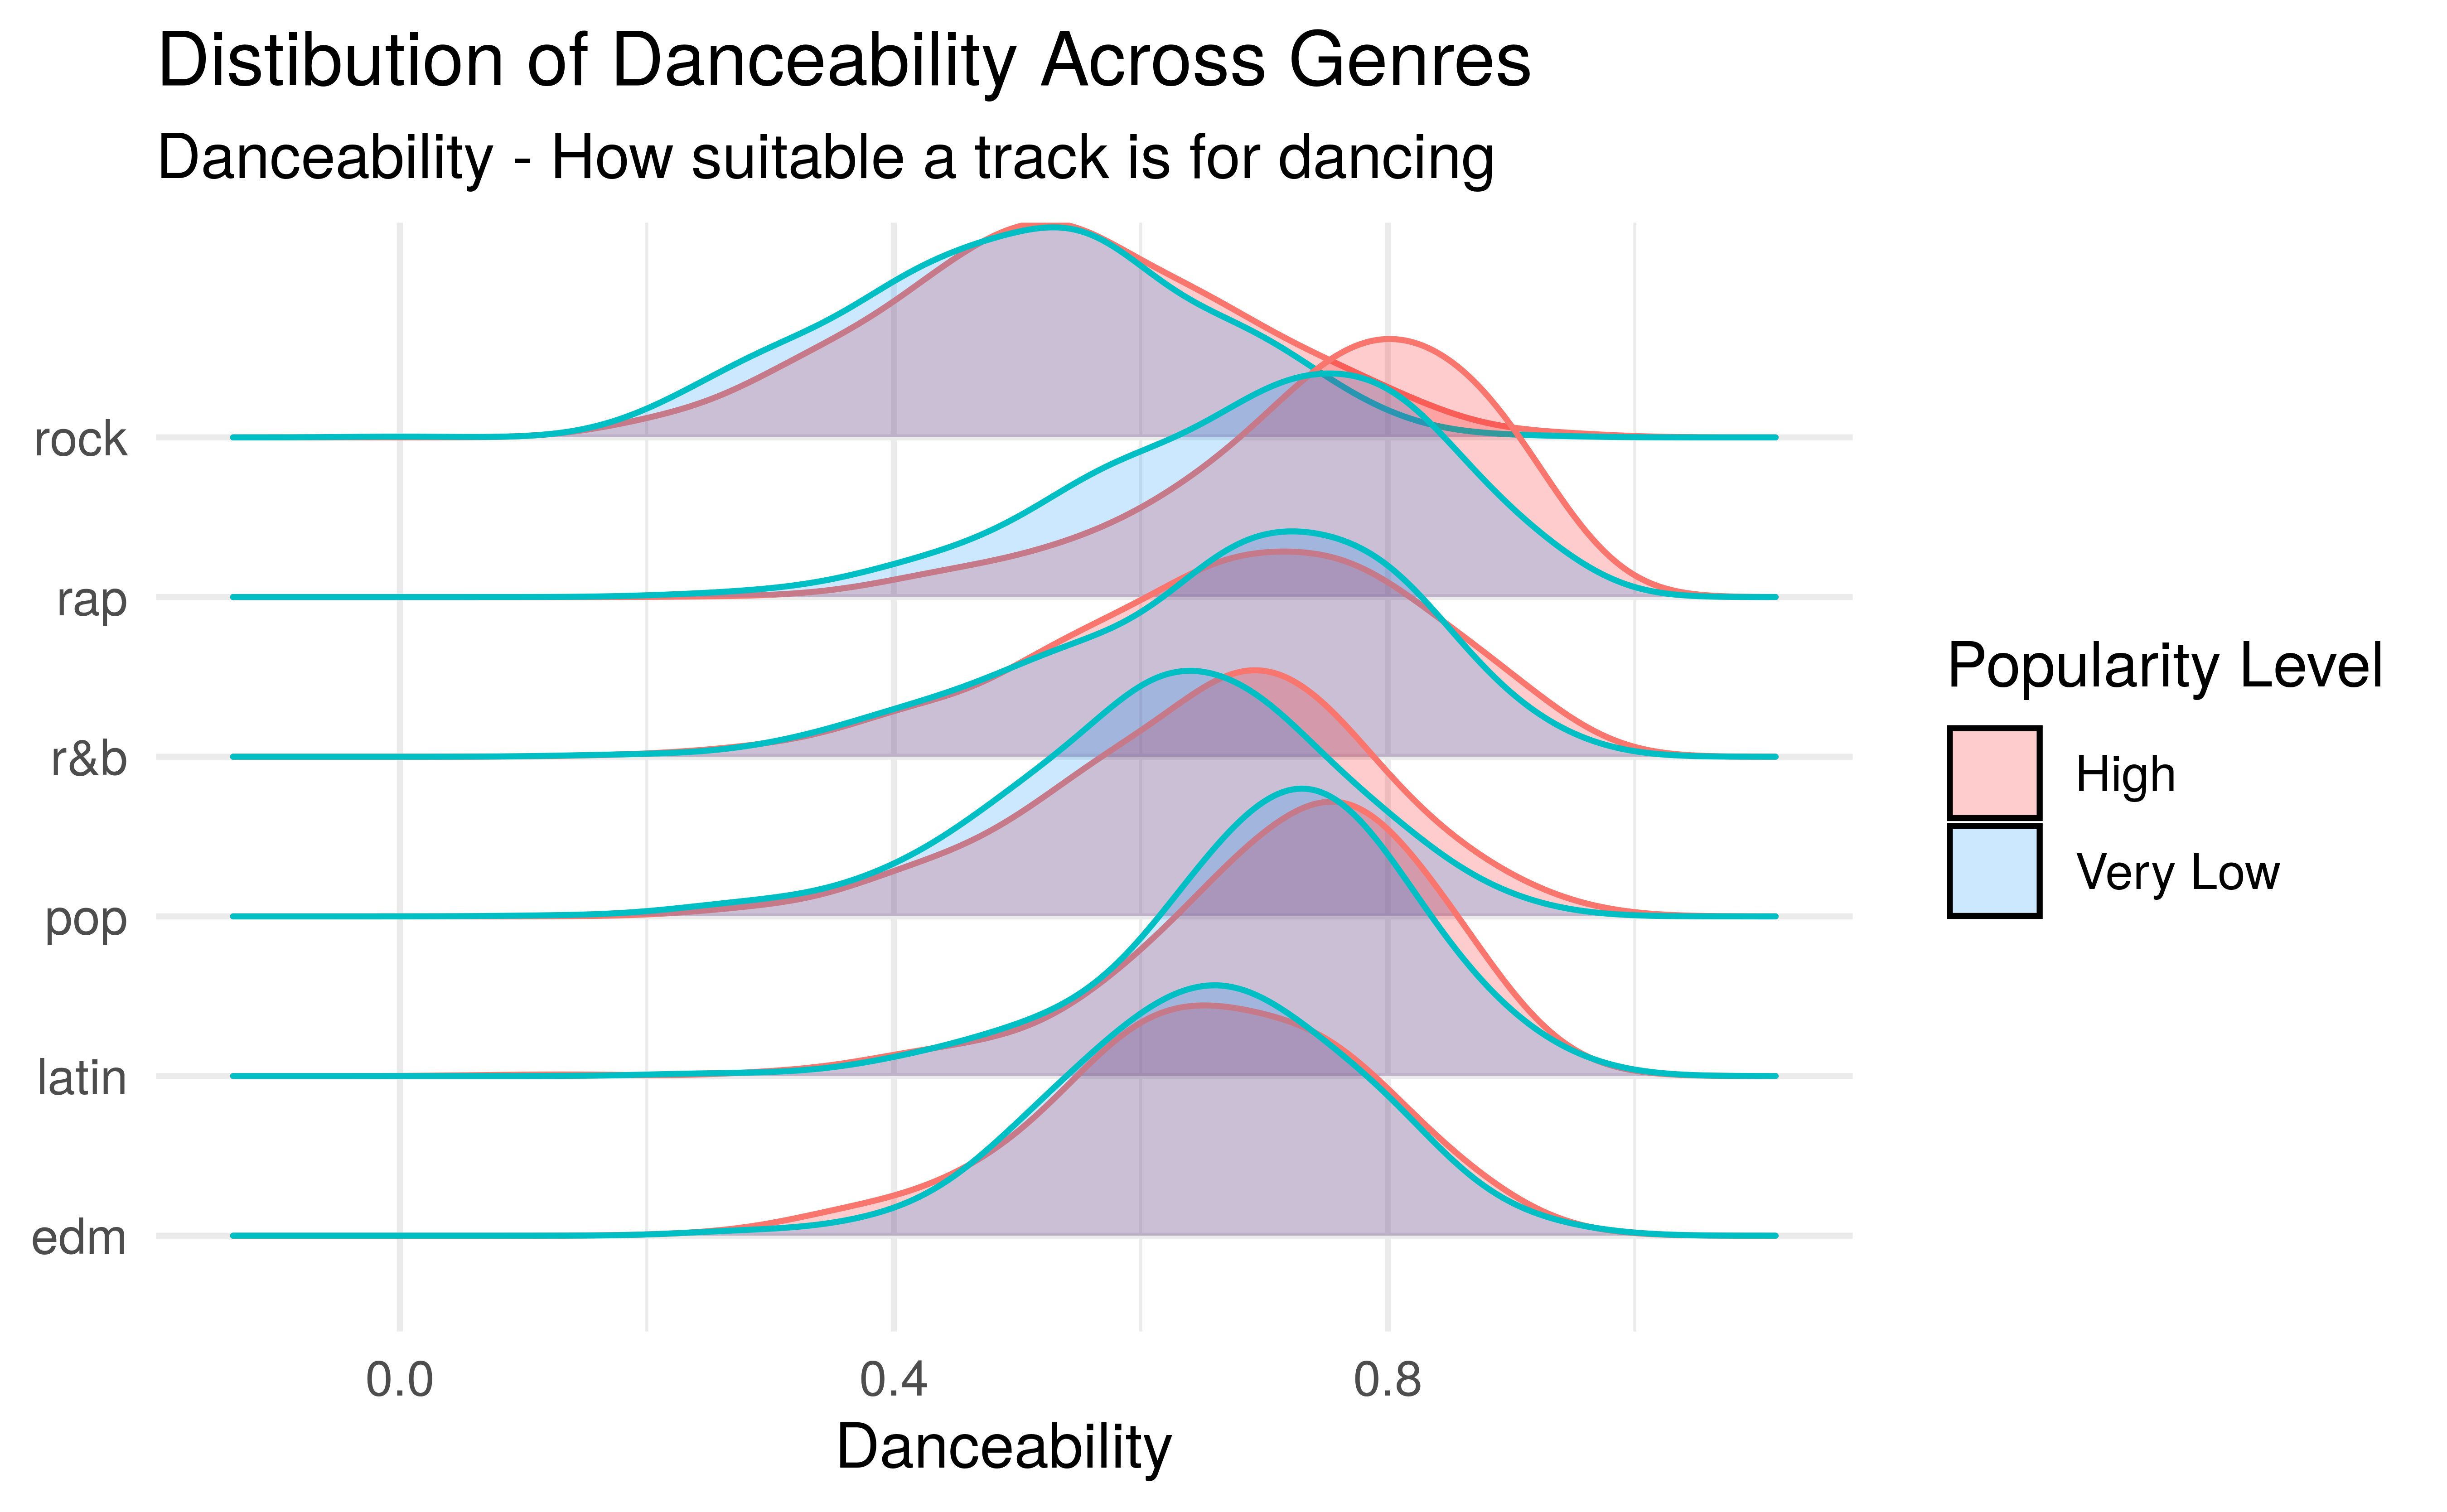 Distibution of Danceability Across Genres
Danceability - How suitable a track is for dancing
rock
rap
r&b
pop
latin
edm
0.0 0.4 0.8
Danceability
Popularity Level
High
Very Low